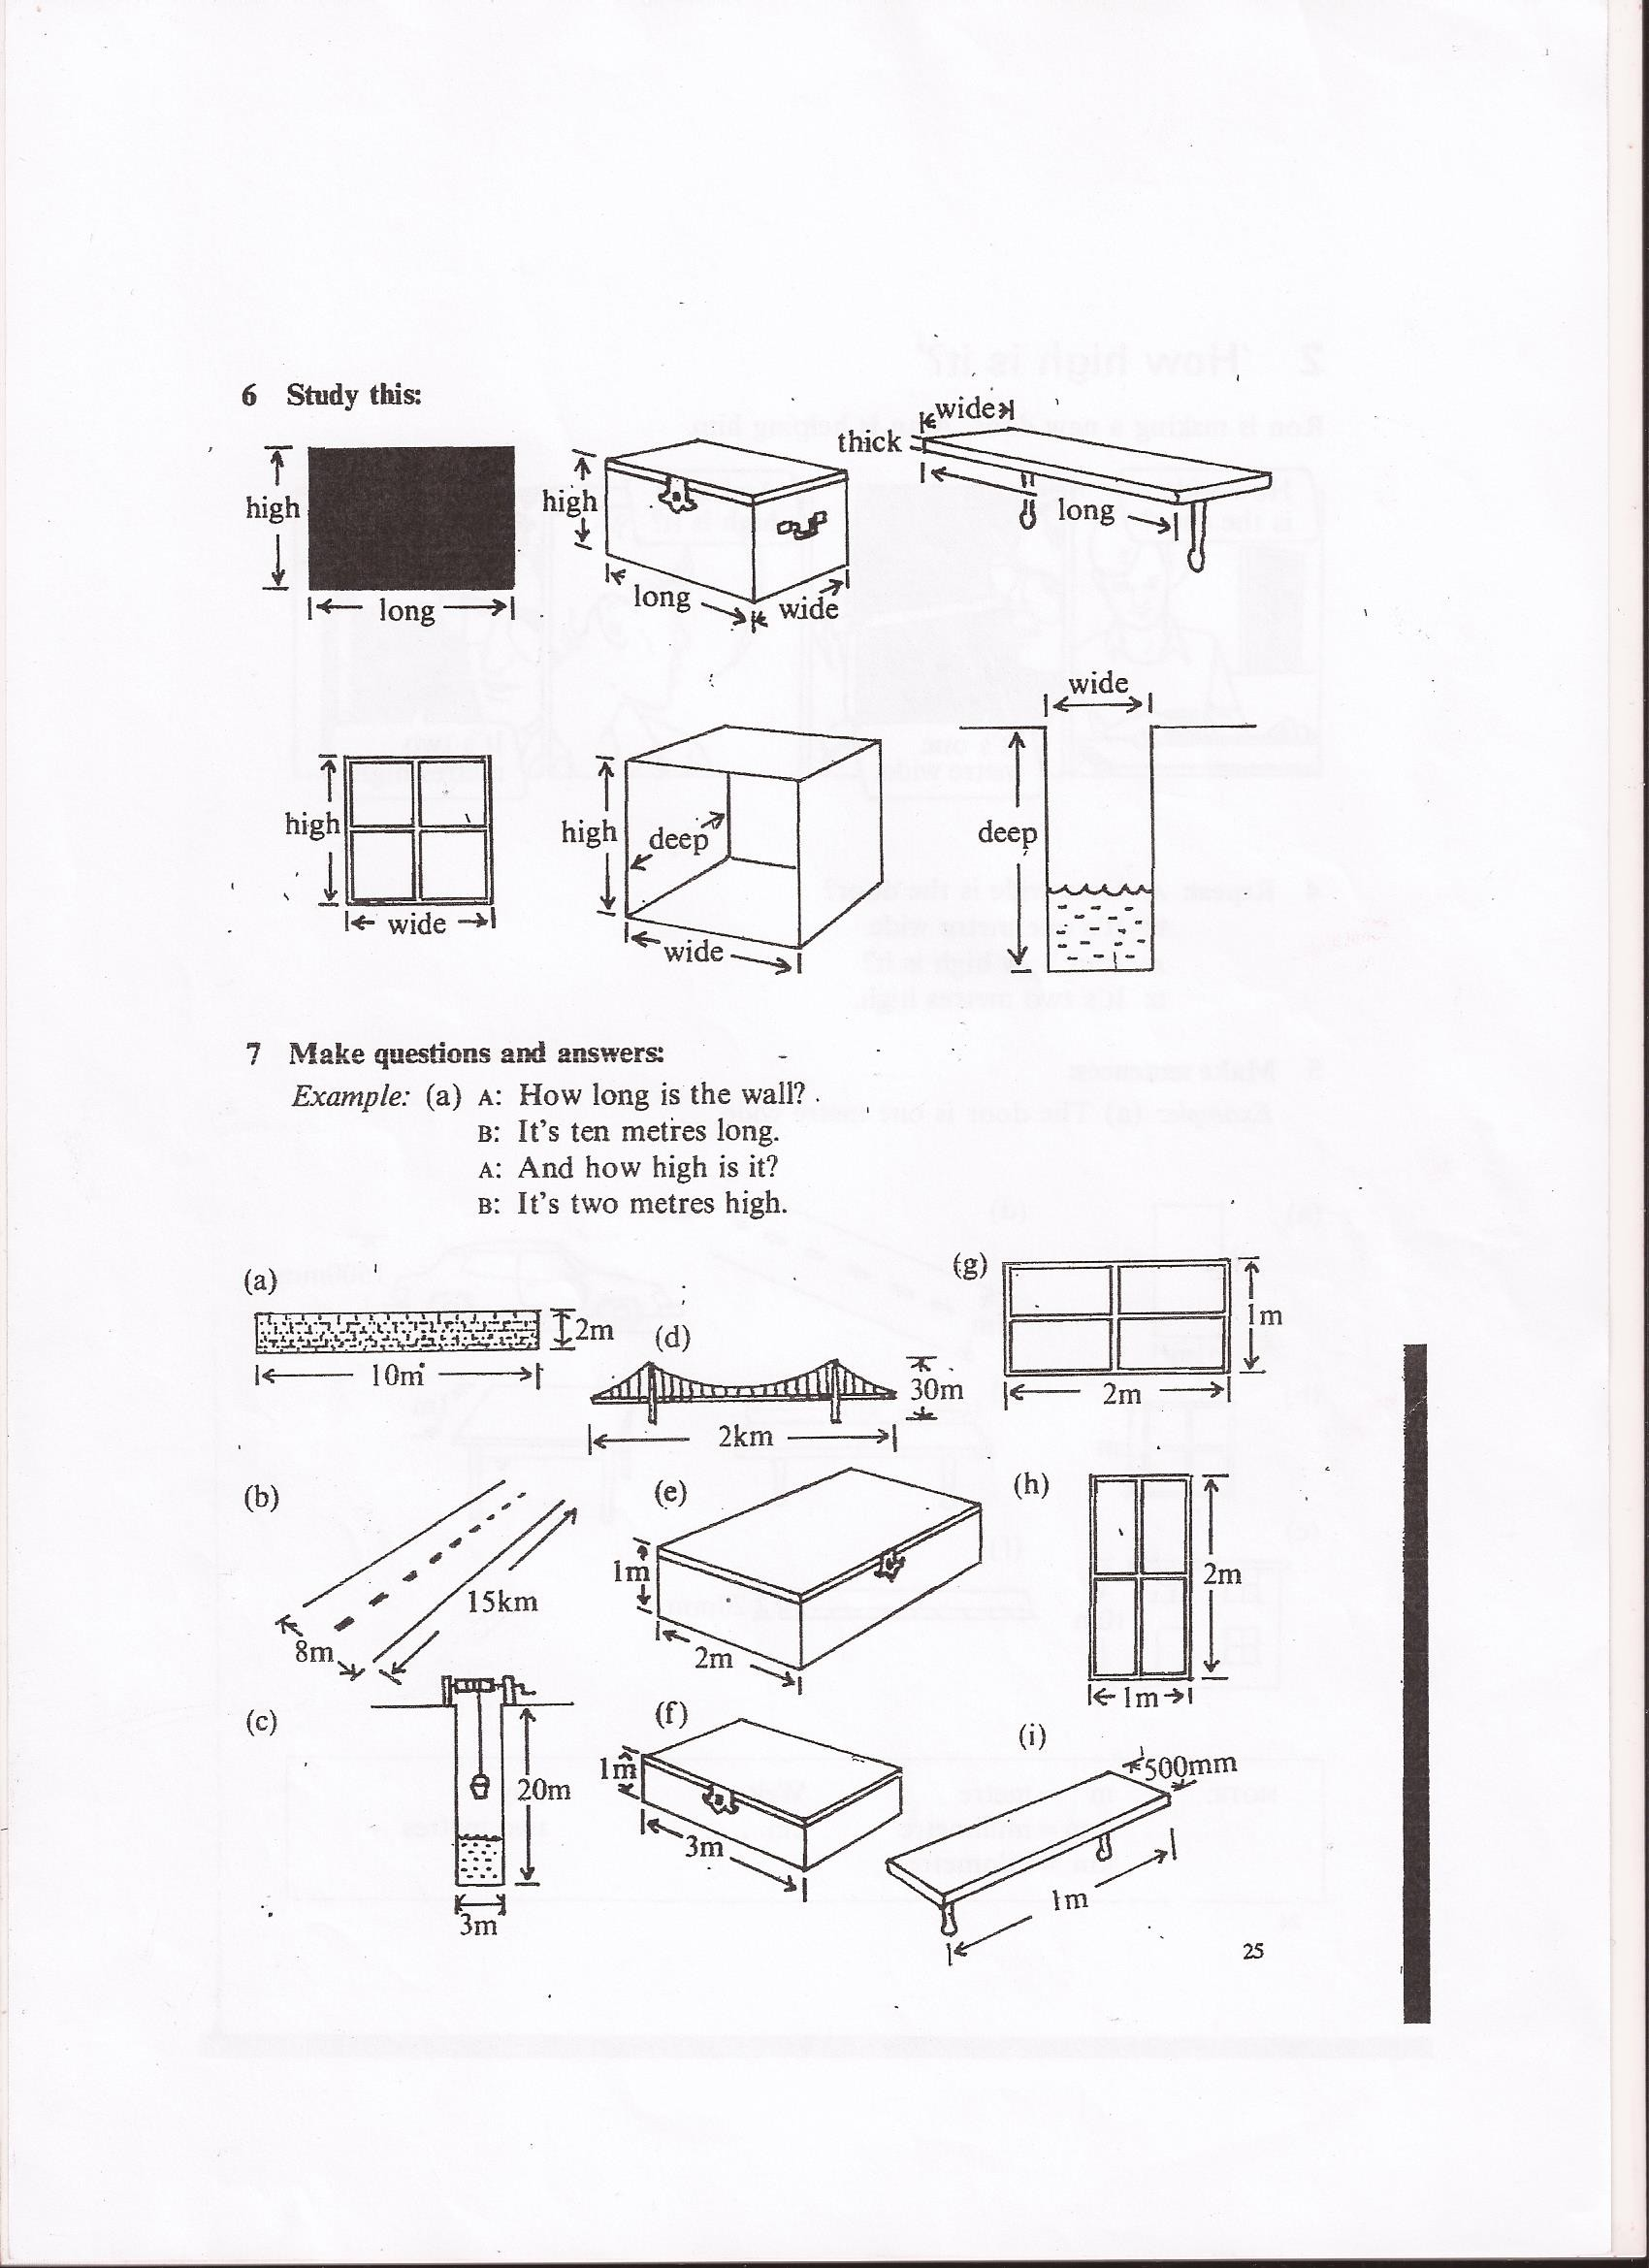 6 Study this:
high
long
high
long
wide
wide
thick
long
high
wide
high
deep
wide
wide
deep
7 Make questions and answers:
Example: (a) A: How long is the wall?
B: It's ten metres long.
A: And how high is it?
B: It's two metres high.
(a)
2m
10m
(b)
15km
8m
(c)
20m
3m
(d)
30m
2km
(e)
1m
2m
(f)
1m
3m
(g)
1m
2m
(h)
2m
1m
(i)
500mm
1m
25